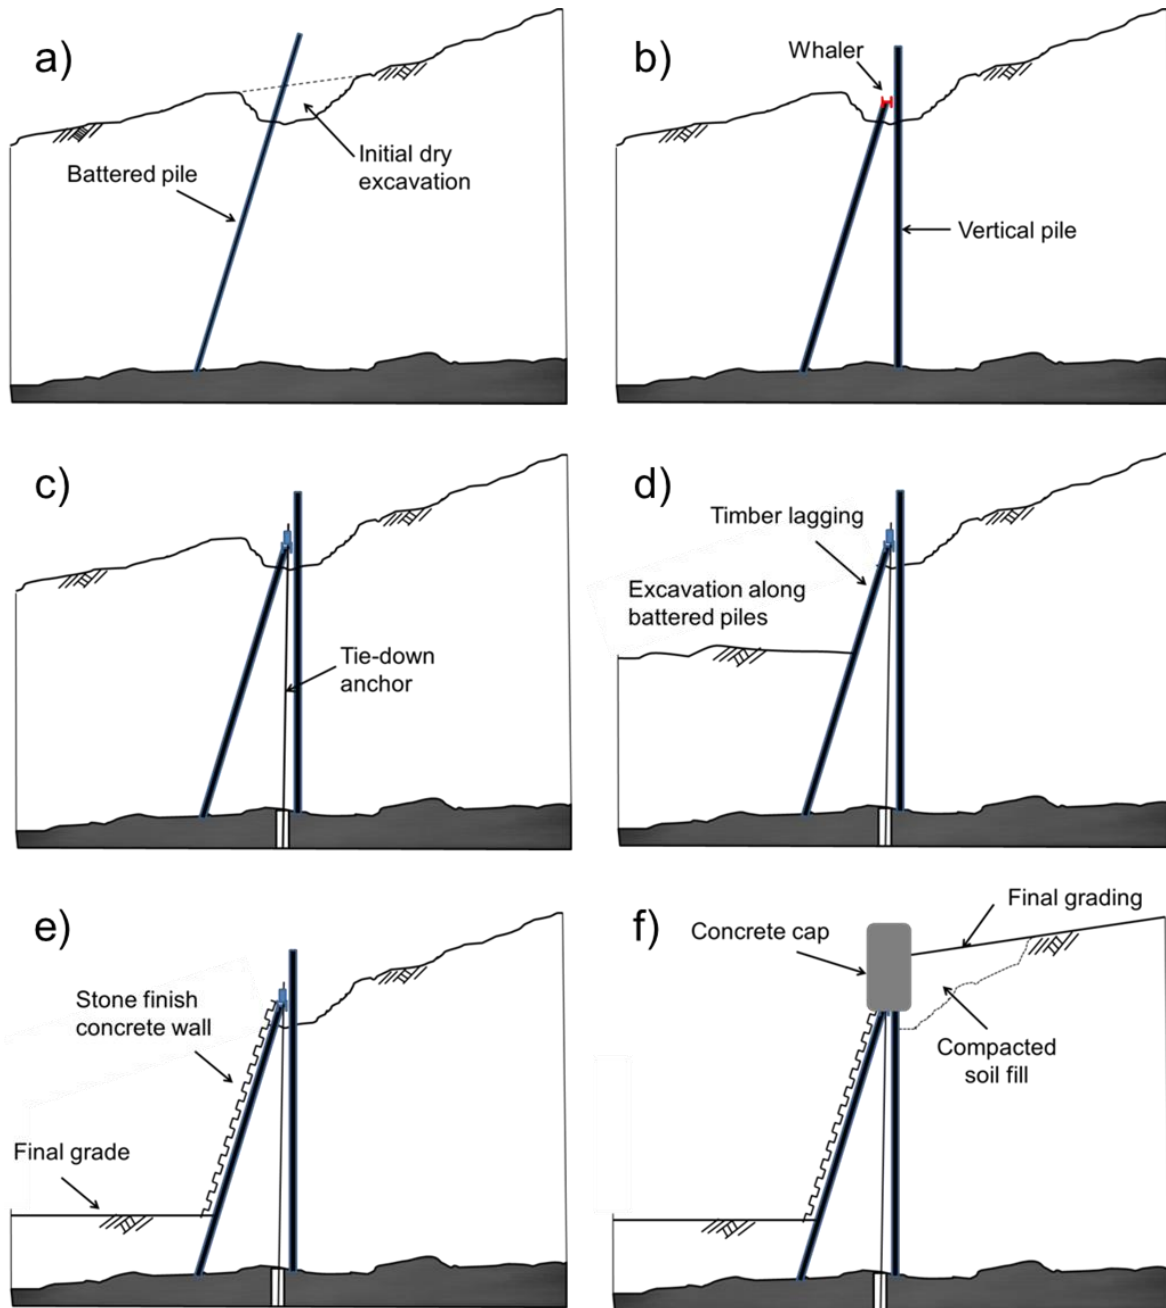 a)
Battered pile
Initial dry
excavation
b)
Whaler
Vertical pile
c)
Tie-down
anchor
d)
Timber lagging
Excavation along
battered piles
e)
Stone finish
concrete wall
Final grade
f)
Final grading
Concrete cap
Compacted
soil fill